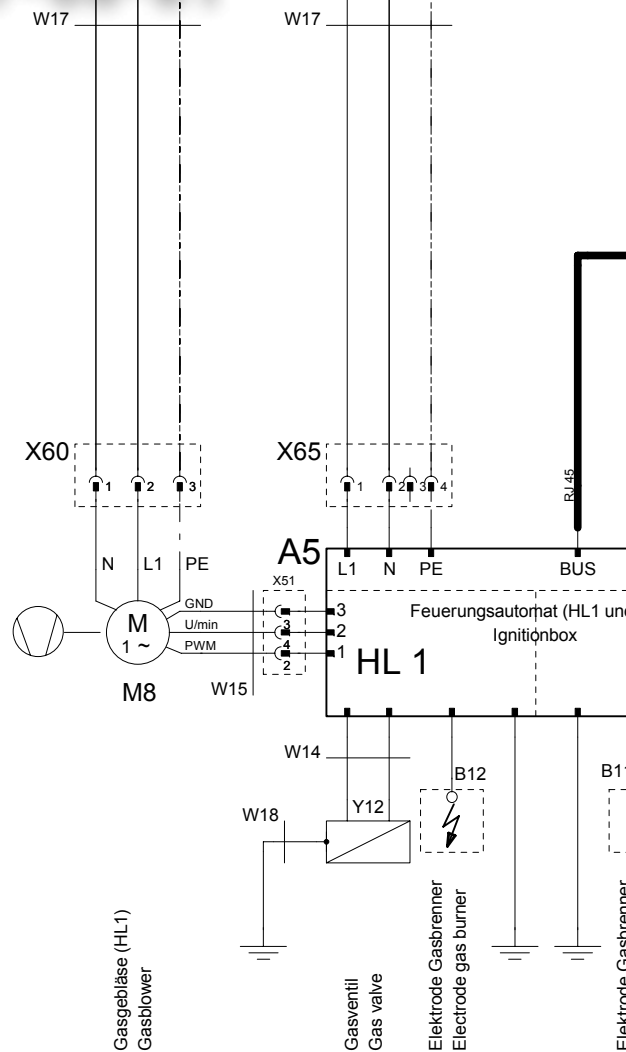 W17
W17
X60
X65
1
2
3
1
2
3
4
RJ 45
A5
N
L1
PE
L1
N
PE
BUS
X51
GND
U/min
PWM
3
4
2
3
2
1
Feuerungsautomat (HL1 und
Ignitionbox
HL 1
M
1 ~
M8
W15
W14
B12
W18
Y12
Gasgebläse (HL1)
Gasblower
Gasventil
Gas valve
Elektrode Gasbrenner
Electrode gas burner
Elektrode Gasbrenner